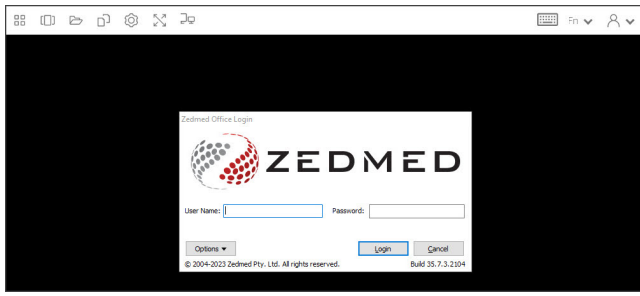 Fn
Zedmed Office Login
ZEDMED
User Name:
Password:
Options
Login
Cancel
© 2004-2023 Zedmed Pty. Ltd. All rights reserved.
Build 35.7.3.2104